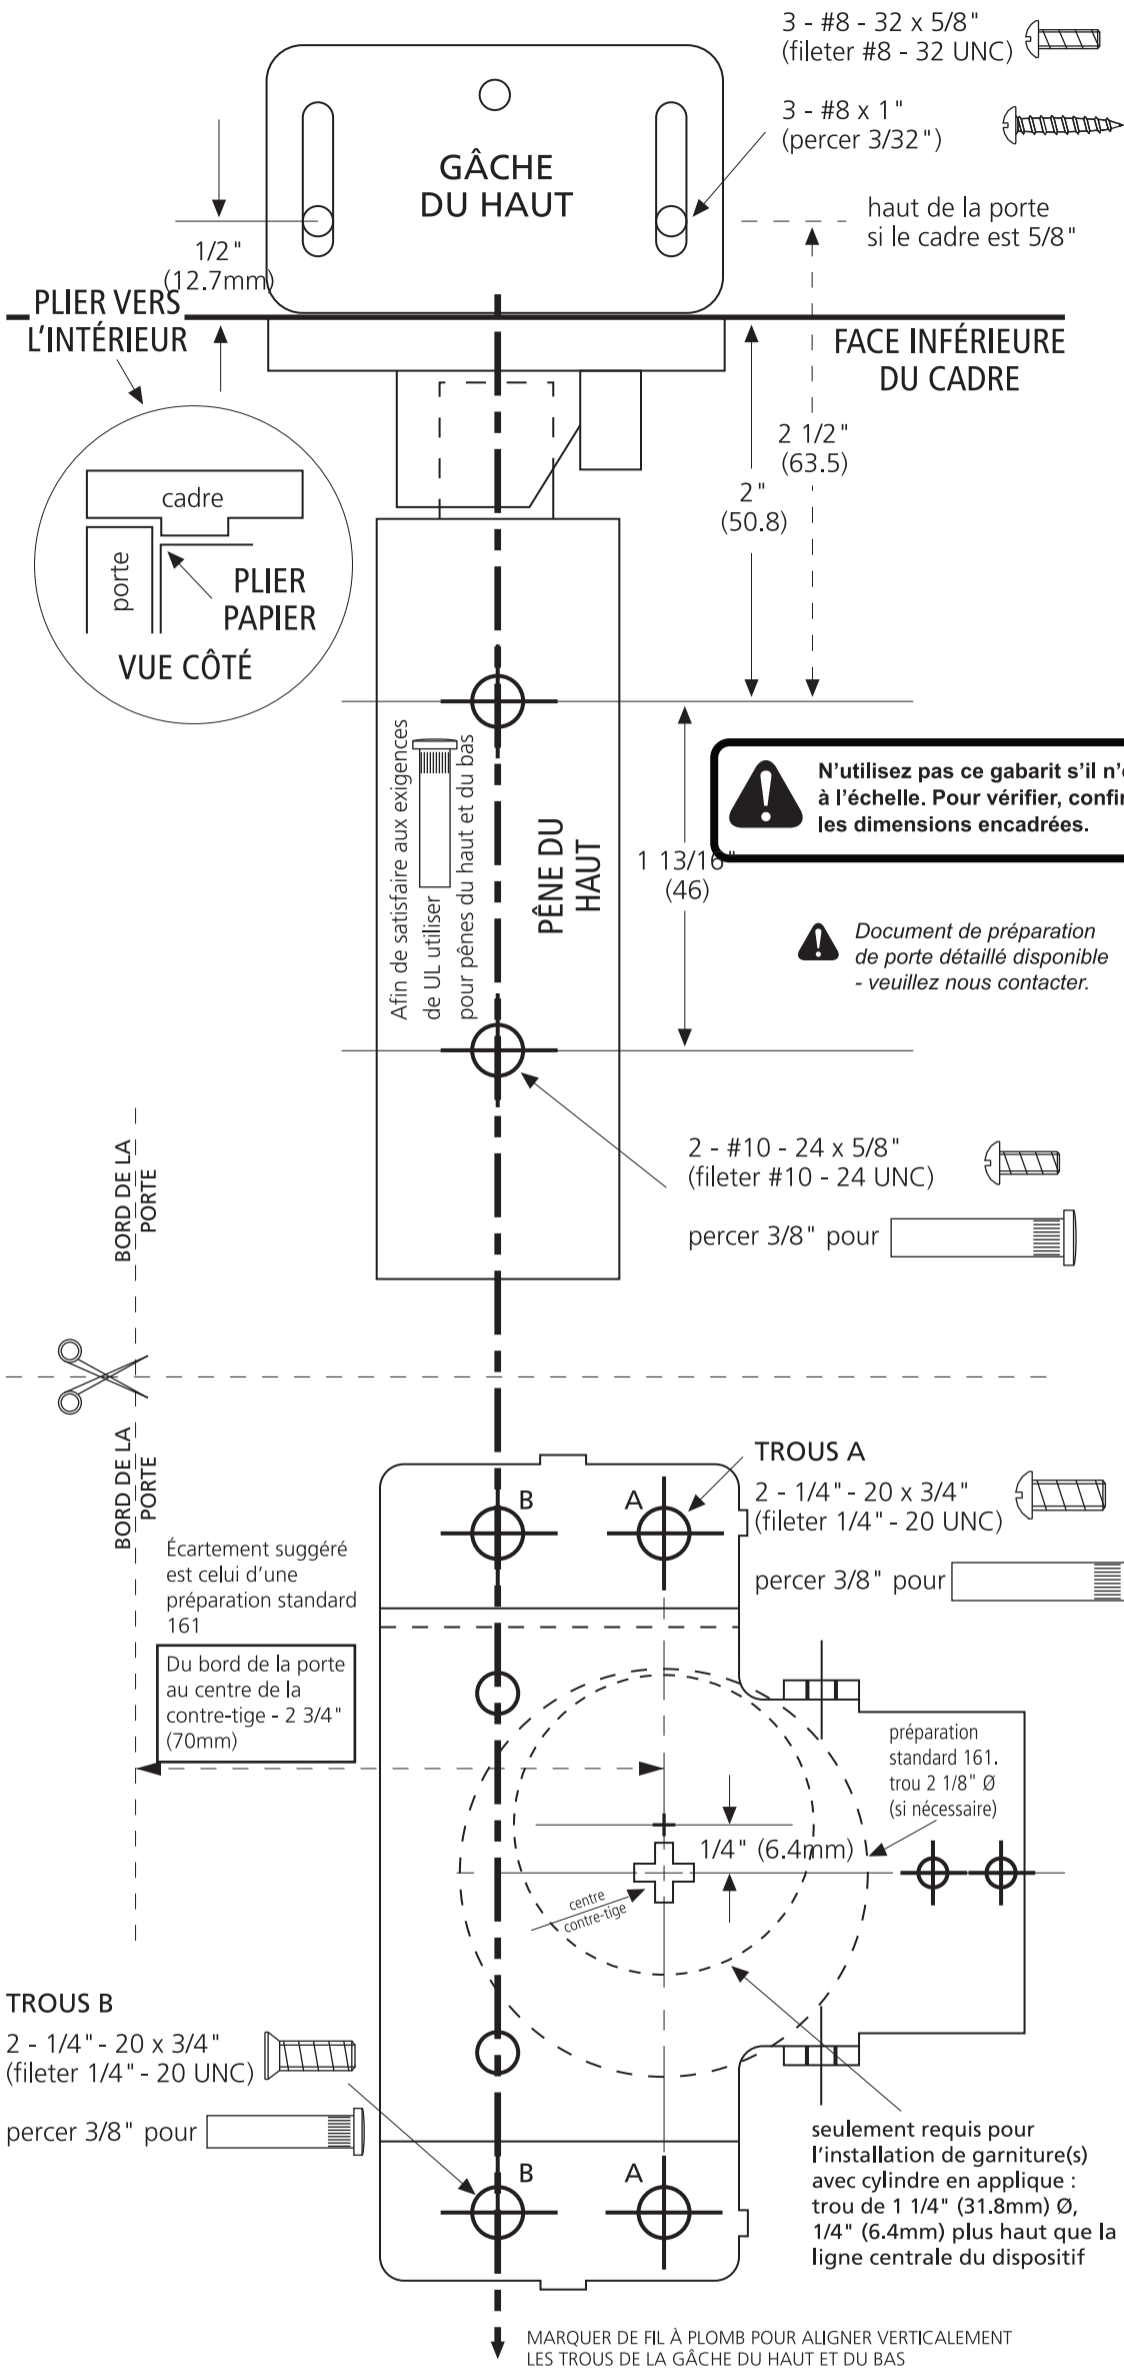 3 - #8 - 32 x 5/8"
(fileter #8 - 32 UNC)
3 - #8 x 1"
(percer 3/32")
GÂCHE
DU HAUT
haut de la porte
si le cadre est 5/8"
1/2"
(12.7mm)
PLIER VERS
L'INTÉRIEUR
FACE INFÉRIEURE
DU CADRE
2 1/2"
(63.5)
2"
(50.8)
cadre
porte
PLIER
PAPIER
VUE CÔTÉ
Afin de satisfaire aux exigences
de UL utiliser
pour pênes du haut et du bas
PÊNE DU
HAUT
N'utilisez pas ce gabarit s'il n'e
à l'échelle. Pour vérifier, confir
les dimensions encadrées.
1 13/16"
(46)
Document de préparation
de porte détaillé disponible
- veuillez nous contacter.
2 - #10 - 24 x 5/8"
(fileter #10 - 24 UNC)
percer 3/8" pour
BORD DE LA
PORTE
BORD DE LA
PORTE
TROUS A
2 - 1/4" - 20 x 3/4"
(fileter 1/4" - 20 UNC)
percer 3/8" pour
B
A
Écartement suggéré
est celui d'une
préparation standard
161
Du bord de la porte
au centre de la
contre-tige - 2 3/4"
(70mm)
préparation
standard 161.
trou 2 1/8" Ø
(si nécessaire)
1/4" (6.4mm)
centre
contre-tige
TROUS B
2 - 1/4" - 20 x 3/4"
(fileter 1/4" - 20 UNC)
percer 3/8" pour
B
A
seulement requis pour
l'installation de garniture(s)
avec cylindre en applique :
trou de 1 1/4" (31.8mm) Ø,
1/4" (6.4mm) plus haut que la
ligne centrale du dispositif
MARQUER DE FIL À PLOMB POUR ALIGNER VERTICALEMENT
LES TROUS DE LA GÂCHE DU HAUT ET DU BAS